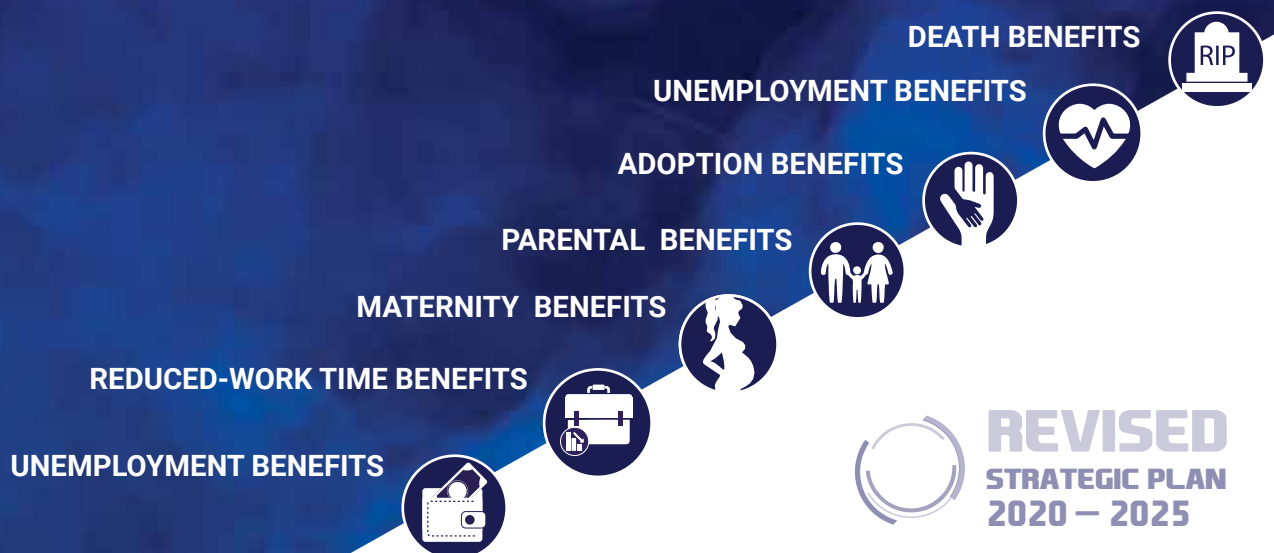 DEATH BENEFITS
RIP
UNEMPLOYMENT BENEFITS
ADOPTION BENEFITS
PARENTAL BENEFITS
MATERNITY BENEFITS
REDUCED-WORK TIME BENEFITS
UNEMPLOYMENT BENEFITS
REVISED
STRATEGIC PLAN
2020 — 2025